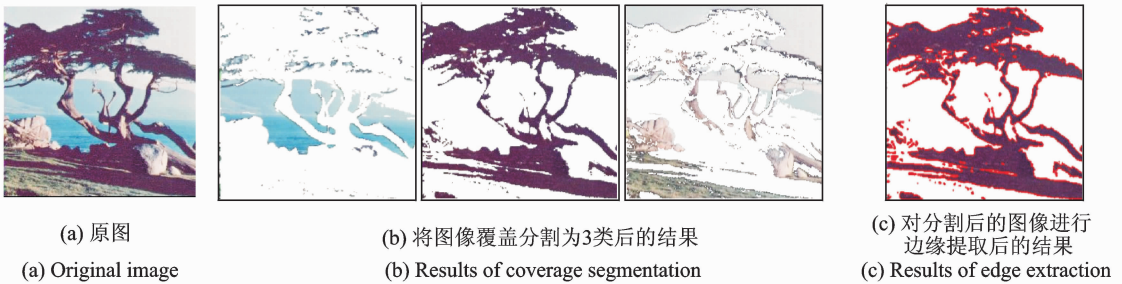 (a) 原图
(a) Original image
(b) 将图像覆盖分割为3类后的结果
(b) Results of coverage segmentation
(c) 对分割后的图像进行
边缘提取后的结果
(c) Results of edge extraction